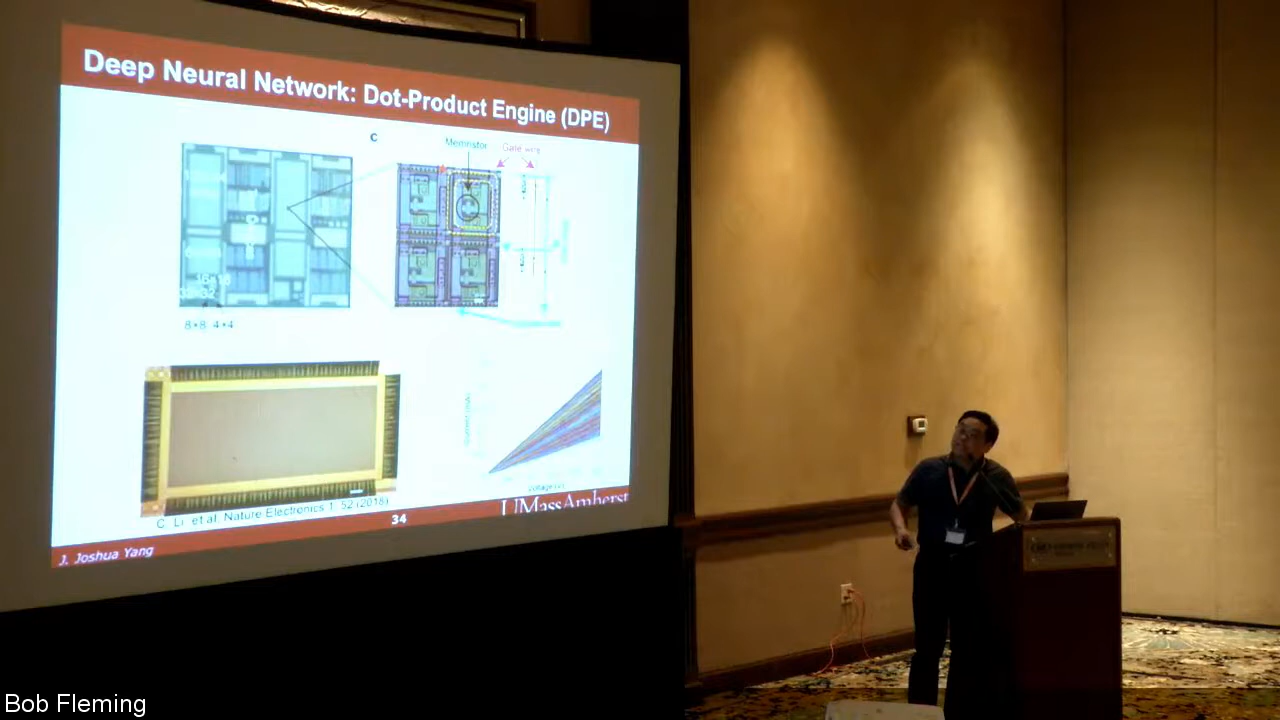 Deep Neural Network: Dot-Product Engine (DPE)
c
Memristor
Gate wire
8×8 4×4
Voltage (V)
C. Li, et al, Nature Electronics 1, 52 (2018)
UMassAmherst
34
J. Joshua Yang
Bob Fleming